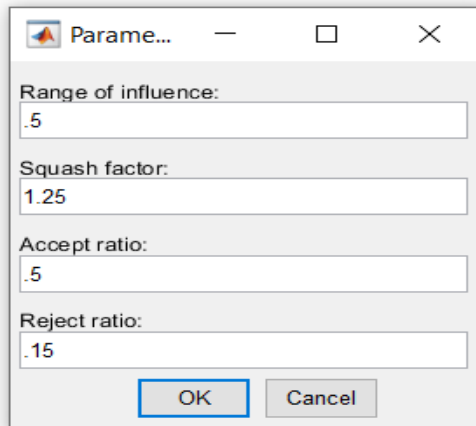 Parame...
Range of influence:
.5
Squash factor:
1.25
Accept ratio:
.5
Reject ratio:
.15
OK Cancel